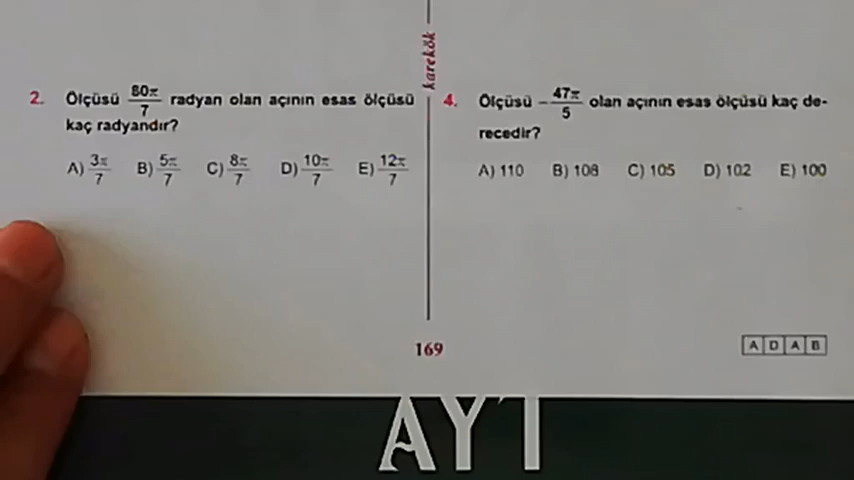 karekök
2. Ölçüsü 80π/7 radyan olan açının esas ölçüsü
kaç radyandır?
A) 3π/7 B) 5π/7 C) 8π/7 D) 10π/7 E) 12π/7
4. Ölçüsü -47π/5 olan açının esas ölçüsü kaç de-
recedir?
A) 110 B) 108 C) 105 D) 102 E) 100
169
A D A B
AYT